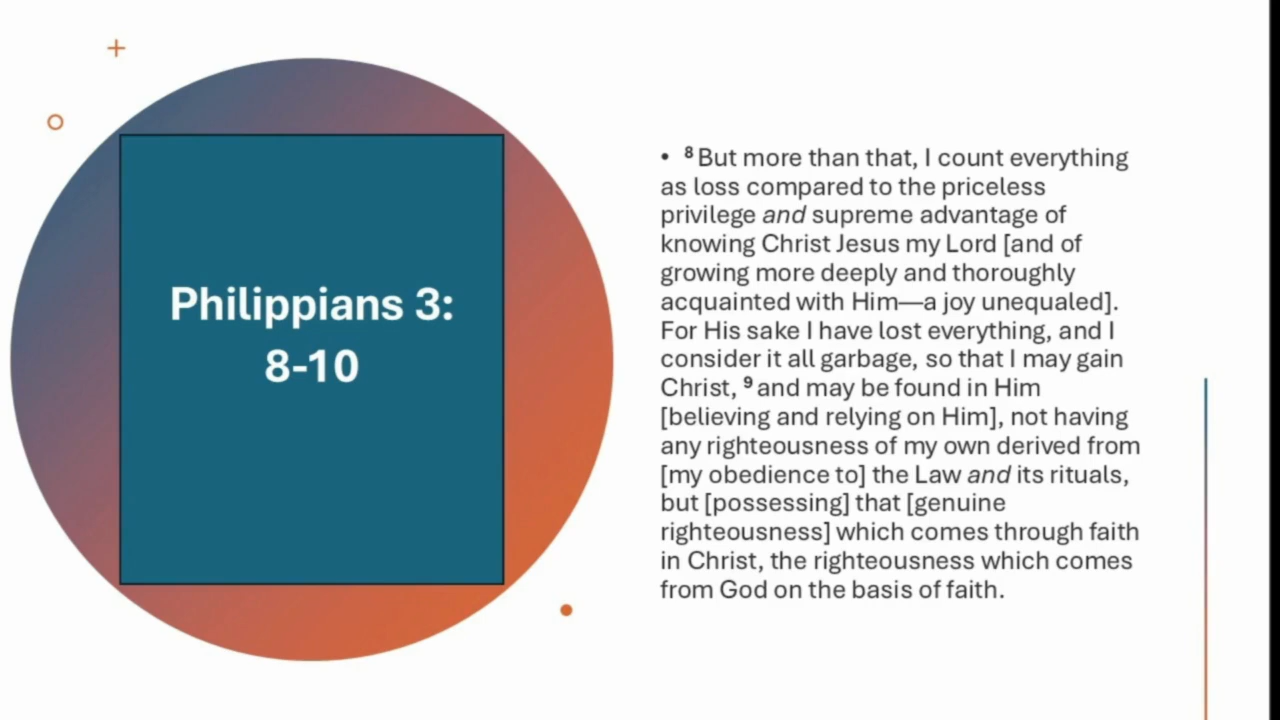 Philippians 3:
8-10
• 8 But more than that, I count everything
as loss compared to the priceless
privilege and supreme advantage of
knowing Christ Jesus my Lord [and of
growing more deeply and thoroughly
acquainted with Him—a joy unequaled].
For His sake I have lost everything, and I
consider it all garbage, so that I may gain
Christ, 9 and may be found in Him
[believing and relying on Him], not having
any righteousness of my own derived from
[my obedience to] the Law and its rituals,
but [possessing] that [genuine
righteousness] which comes through faith
in Christ, the righteousness which comes
from God on the basis of faith.